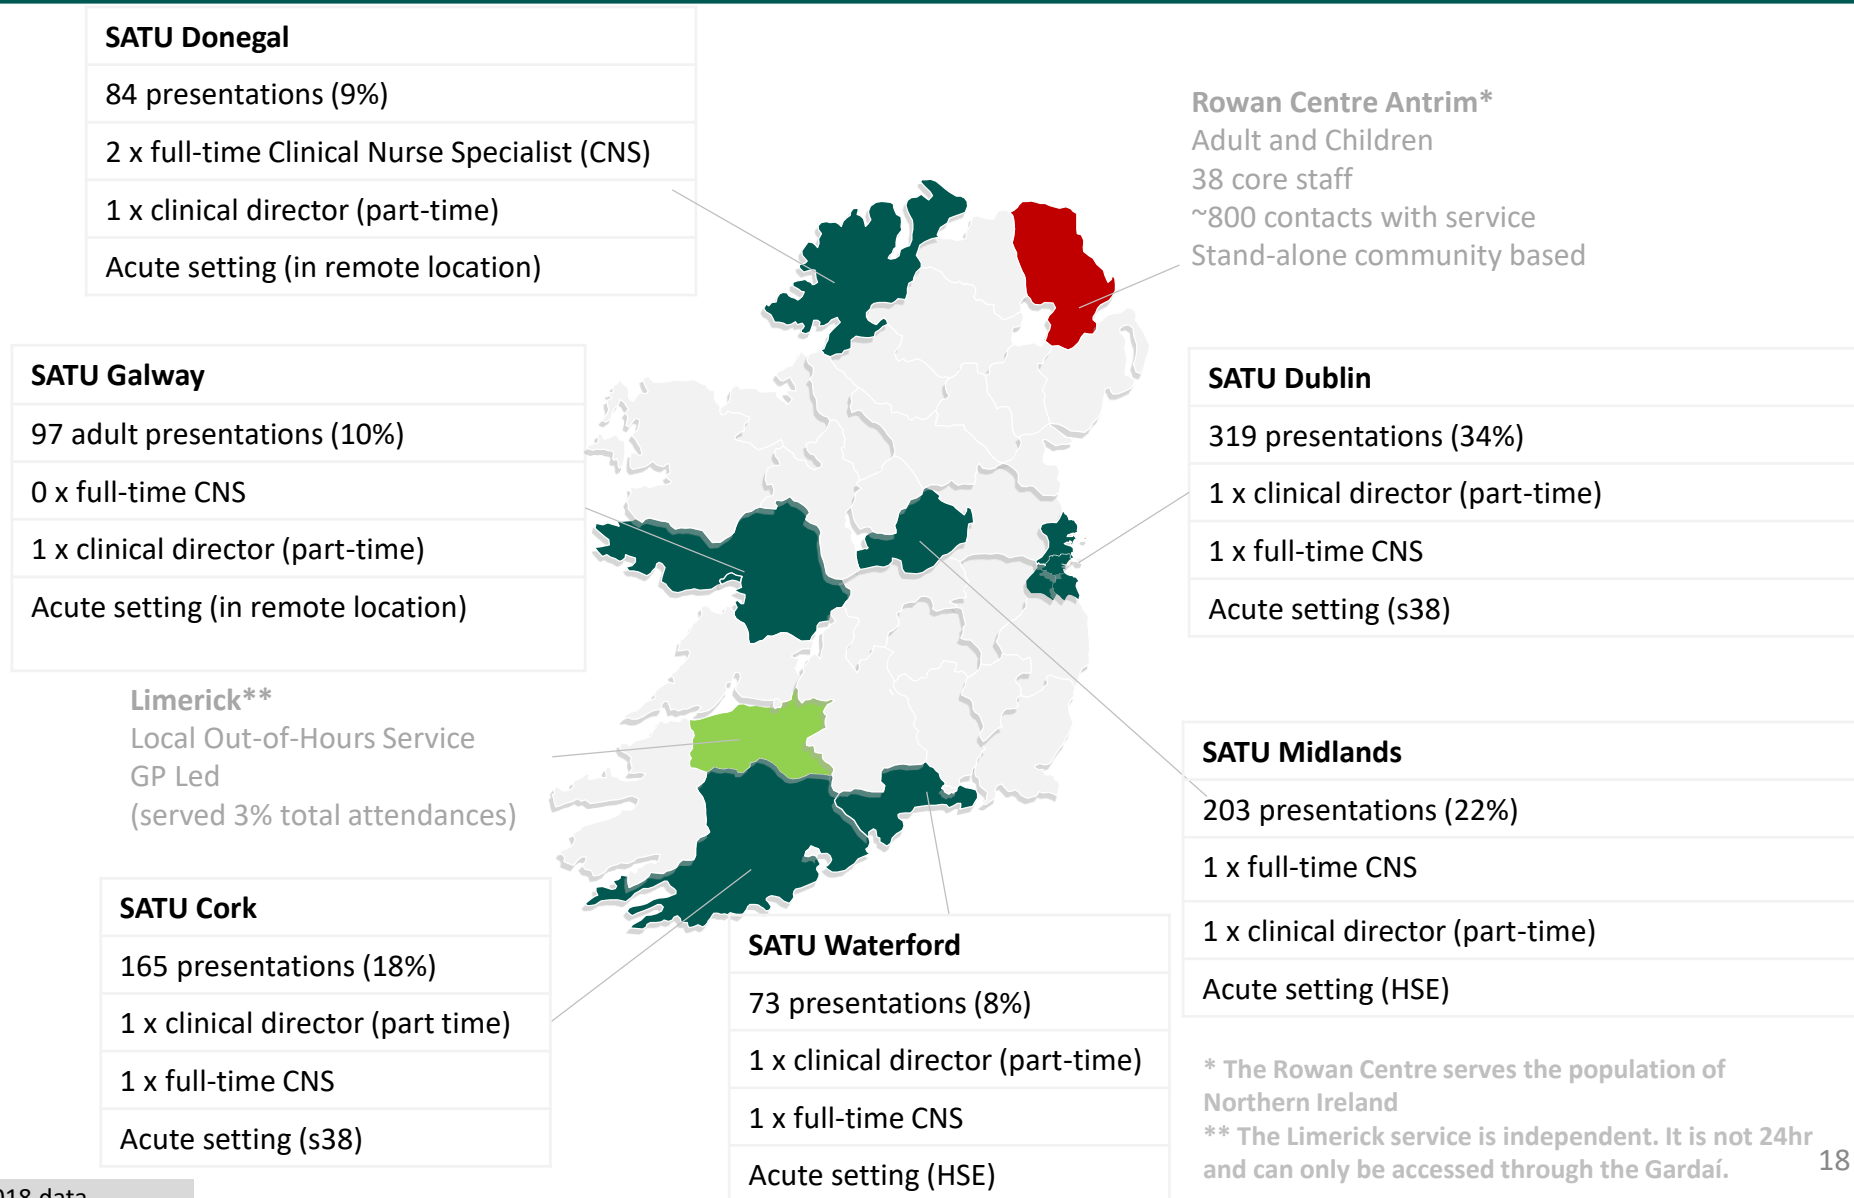 SATU Donegal
84 presentations (9%)
2 x full-time Clinical Nurse Specialist (CNS)
1 x clinical director (part-time)
Acute setting (in remote location)
Rowan Centre Antrim*
Adult and Children
38 core staff
~800 contacts with service
Stand-alone community based
SATU Galway
97 adult presentations (10%)
0 x full-time CNS
1 x clinical director (part-time)
Acute setting (in remote location)
SATU Dublin
319 presentations (34%)
1 x clinical director (part-time)
1 x full-time CNS
Acute setting (s38)
Limerick**
Local Out-of-Hours Service
GP Led
(served 3% total attendances)
SATU Midlands
203 presentations (22%)
1 x full-time CNS
1 x clinical director (part-time)
Acute setting (HSE)
SATU Cork
165 presentations (18%)
1 x clinical director (part time)
1 x full-time CNS
Acute setting (s38)
SATU Waterford
73 presentations (8%)
1 x clinical director (part-time)
1 x full-time CNS
Acute setting (HSE)
* The Rowan Centre serves the population of
Northern Ireland
** The Limerick service is independent. It is not 24hr
and can only be accessed through the Gardaí.
18
data